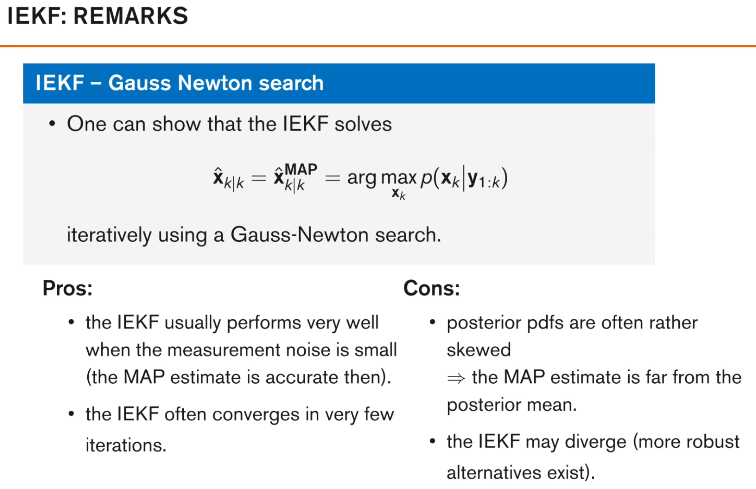 IEKF: REMARKS
IEKF – Gauss Newton search
• One can show that the IEKF solves
x̂ₖ|ₖ = x̂ₖ|ₖ^MAP = arg max_{xₖ} p(xₖ|y₁:ₖ)
iteratively using a Gauss-Newton search.
Pros:
• the IEKF usually performs very well
when the measurement noise is small
(the MAP estimate is accurate then).
• the IEKF often converges in very few
iterations.
Cons:
• posterior pdfs are often rather
skewed
⇒ the MAP estimate is far from the
posterior mean.
• the IEKF may diverge (more robust
alternatives exist).